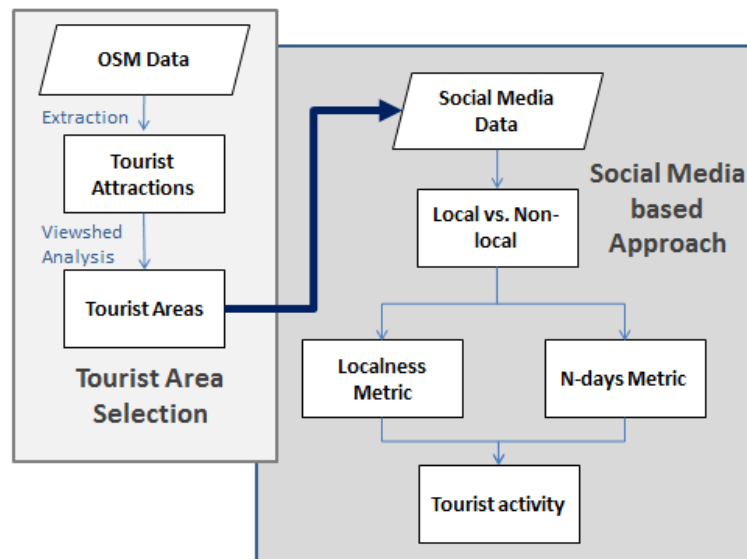 OSM Data
Extraction
Tourist
Attractions
Viewshed
Analysis
Tourist Areas
Tourist Area
Selection
Social Media
Data
Social Media
based
Approach
Local vs. Non-
local
Localness
Metric
N-days Metric
Tourist activity